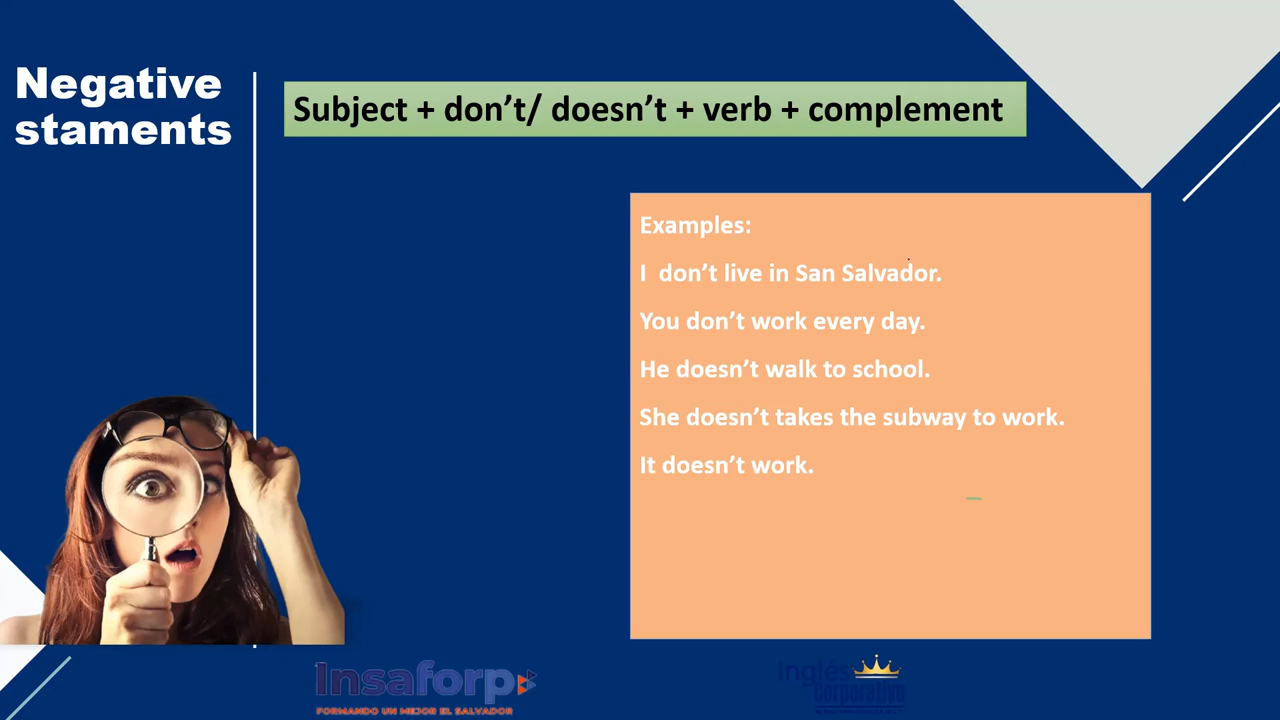 Negative
staments
Subject + don’t/ doesn’t + verb + complement
Examples:
I  don’t live in San Salvador.
You don’t work every day.
He doesn’t walk to school.
She doesn’t takes the subway to work.
It doesn’t work.
Insaforp
FORMANDO UN MEJOR EL SALVADOR
Inglés
Corporativo